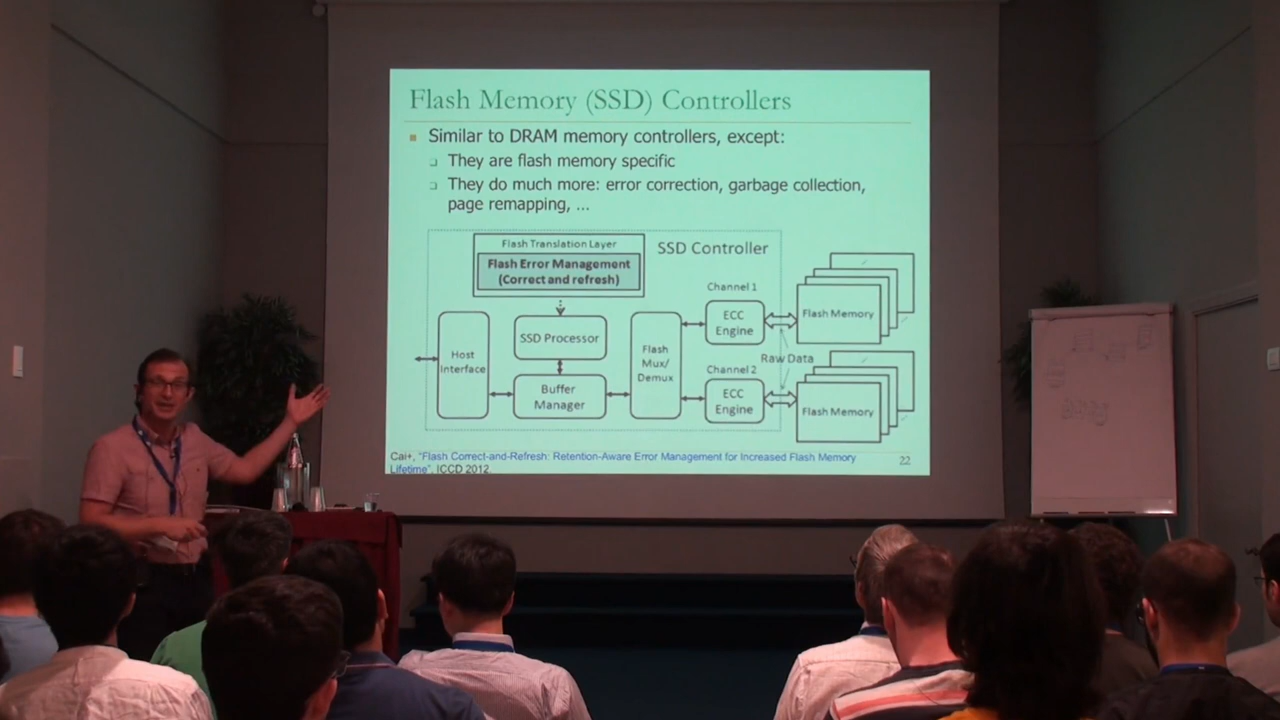 Flash Memory (SSD) Controllers
Similar to DRAM memory controllers, except:
They are flash memory specific
They do much more: error correction, garbage collection,
page remapping, ...
Flash Translation Layer
Flash Error Management
(Correct and refresh)
SSD Controller
Channel 1
ECC
Engine
Flash Memory
Host
Interface
SSD Processor
Flash
Mux/
Demux
Raw Data
Channel 2
Buffer
Manager
ECC
Engine
Flash Memory
Cai+, "Flash Correct-and-Refresh: Retention-Aware Error Management for Increased Flash Memory
Lifetime", ICCD 2012.
22